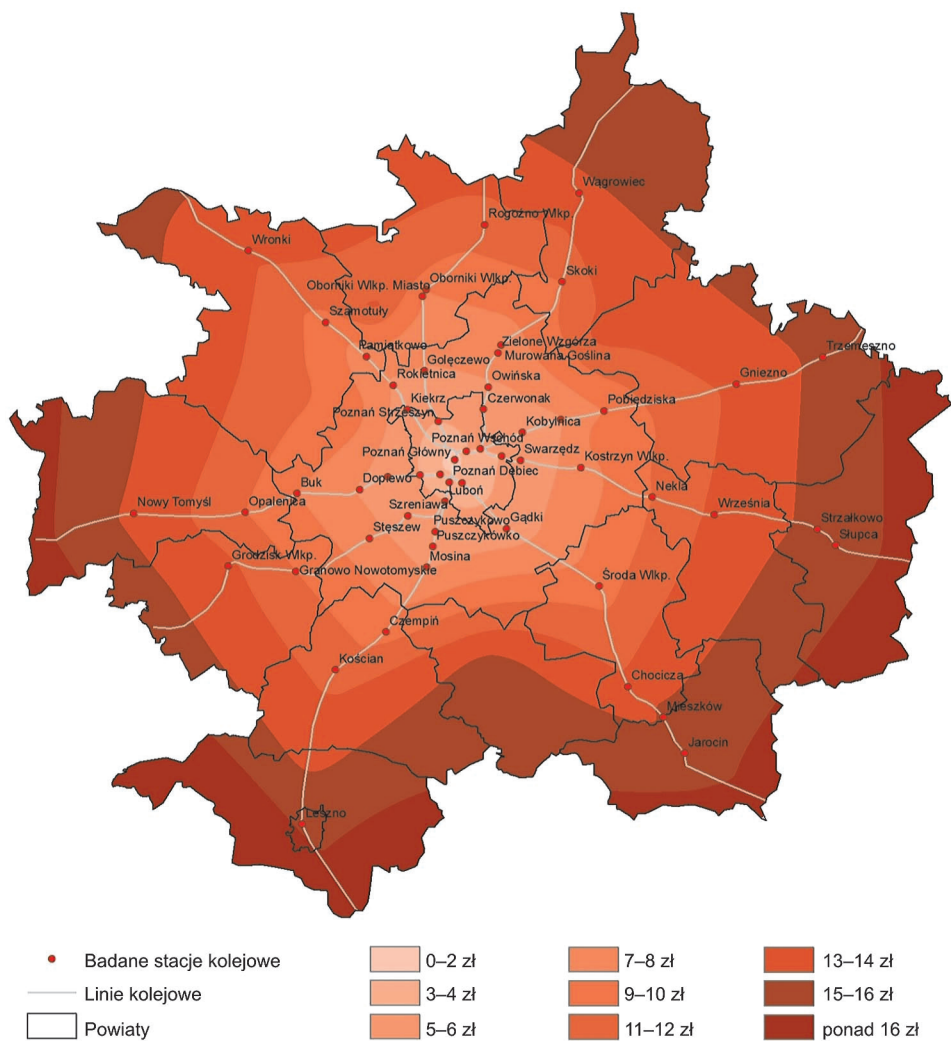 Wągrowiec
Rogoźno Wlkp.
Wronki
Skoki
Oborniki Wlkp.
Oborniki Wlkp. Miasto
Szamotuły
Trzemeszno
Zielone Wzgórza
Pamiątkowo
Murowana Goślina
Golęczewo
Gniezno
Rokietnica
Owińska
Kiekrz
Czerwonak
Pobiedziska
Poznań Strzeszyn
Kobylnica
Poznań Wschód
Poznań Główny
Swarzędz
Kostrzyn Wlkp.
Poznań Dębiec
Dopiewo
Buk
Luboń
Nekla
Nowy Tomyśl
Opalenica
Szreniawa
Września
Puszczykowo
Gądki
Stęszew
Strzałkowo
Puszczykówko
Słupca
Grodzisk Wlkp.
Mosina
Granowo Nowotomyskie
Środa Wlkp.
Czempiń
Kościan
Chocicza
Mieszków
Jarocin
Leszno
Badane stacje kolejowe
Linie kolejowe
Powiaty
0–2 zł
3–4 zł
5–6 zł
7–8 zł
9–10 zł
11–12 zł
13–14 zł
15–16 zł
ponad 16 zł